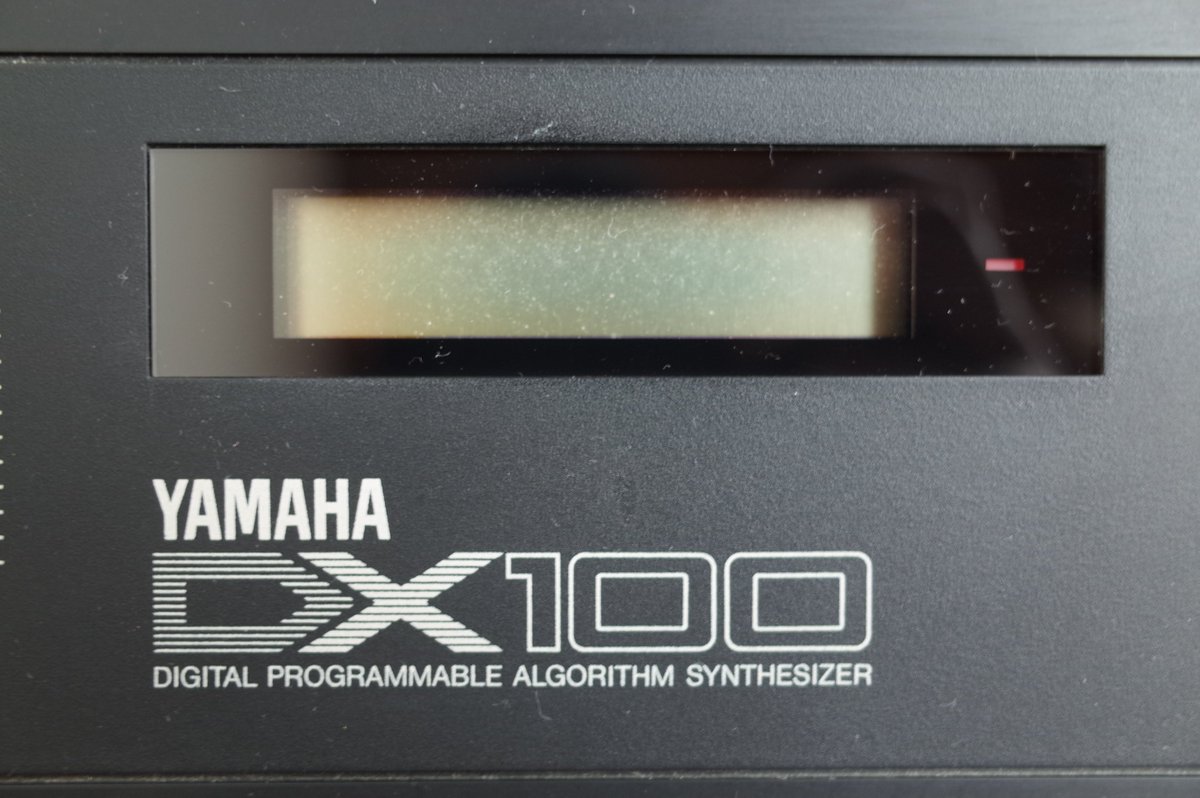 YAMAHA
DX100
DIGITAL PROGRAMMABLE ALGORITHM SYNTHESIZER